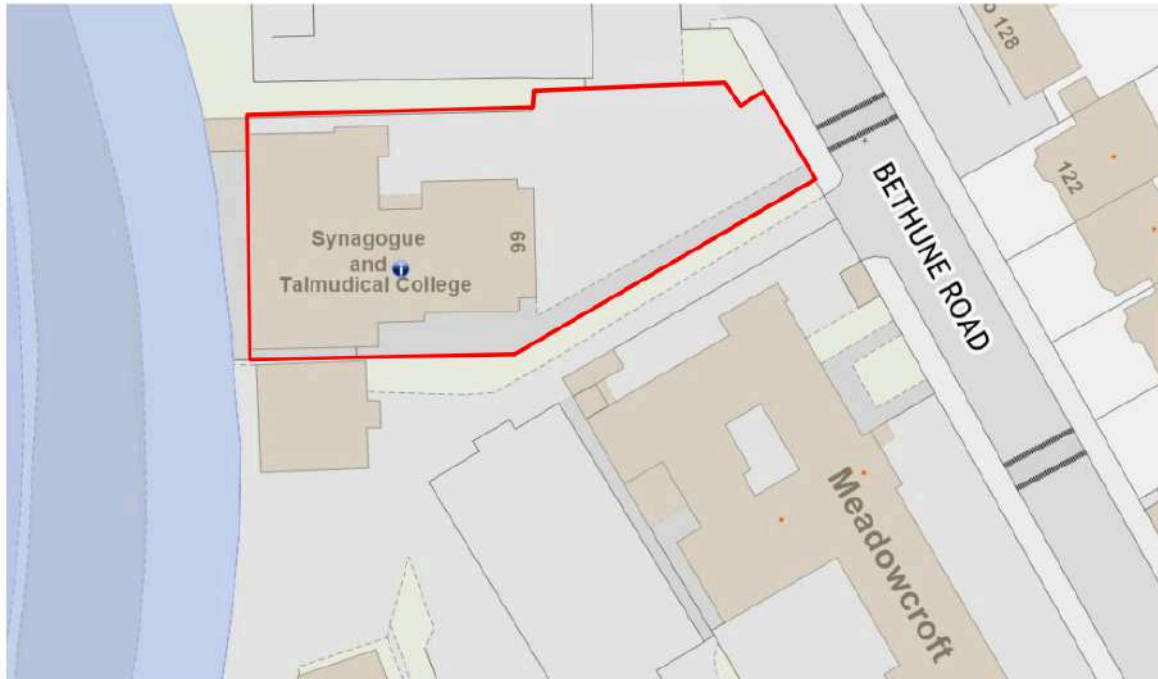 o 128
122
BETHUNE ROAD
Synagogue
and
Talmudical College
99
Meadowcroft